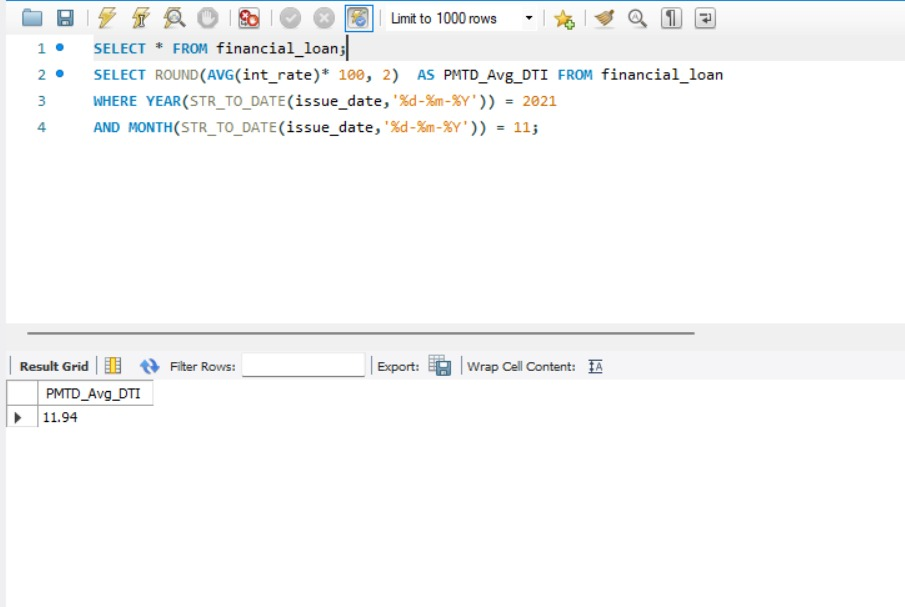 Limit to 1000 rows
1 SELECT * FROM financial_loan;
2 SELECT ROUND(AVG(int_rate)* 100, 2)  AS PMTD_Avg_DTI FROM financial_loan
3 WHERE YEAR(STR_TO_DATE(issue_date,'%d-%m-%Y')) = 2021
4 AND MONTH(STR_TO_DATE(issue_date,'%d-%m-%Y')) = 11;
Result Grid Filter Rows: Export: Wrap Cell Content: IA
PMTD_Avg_DTI
11.94